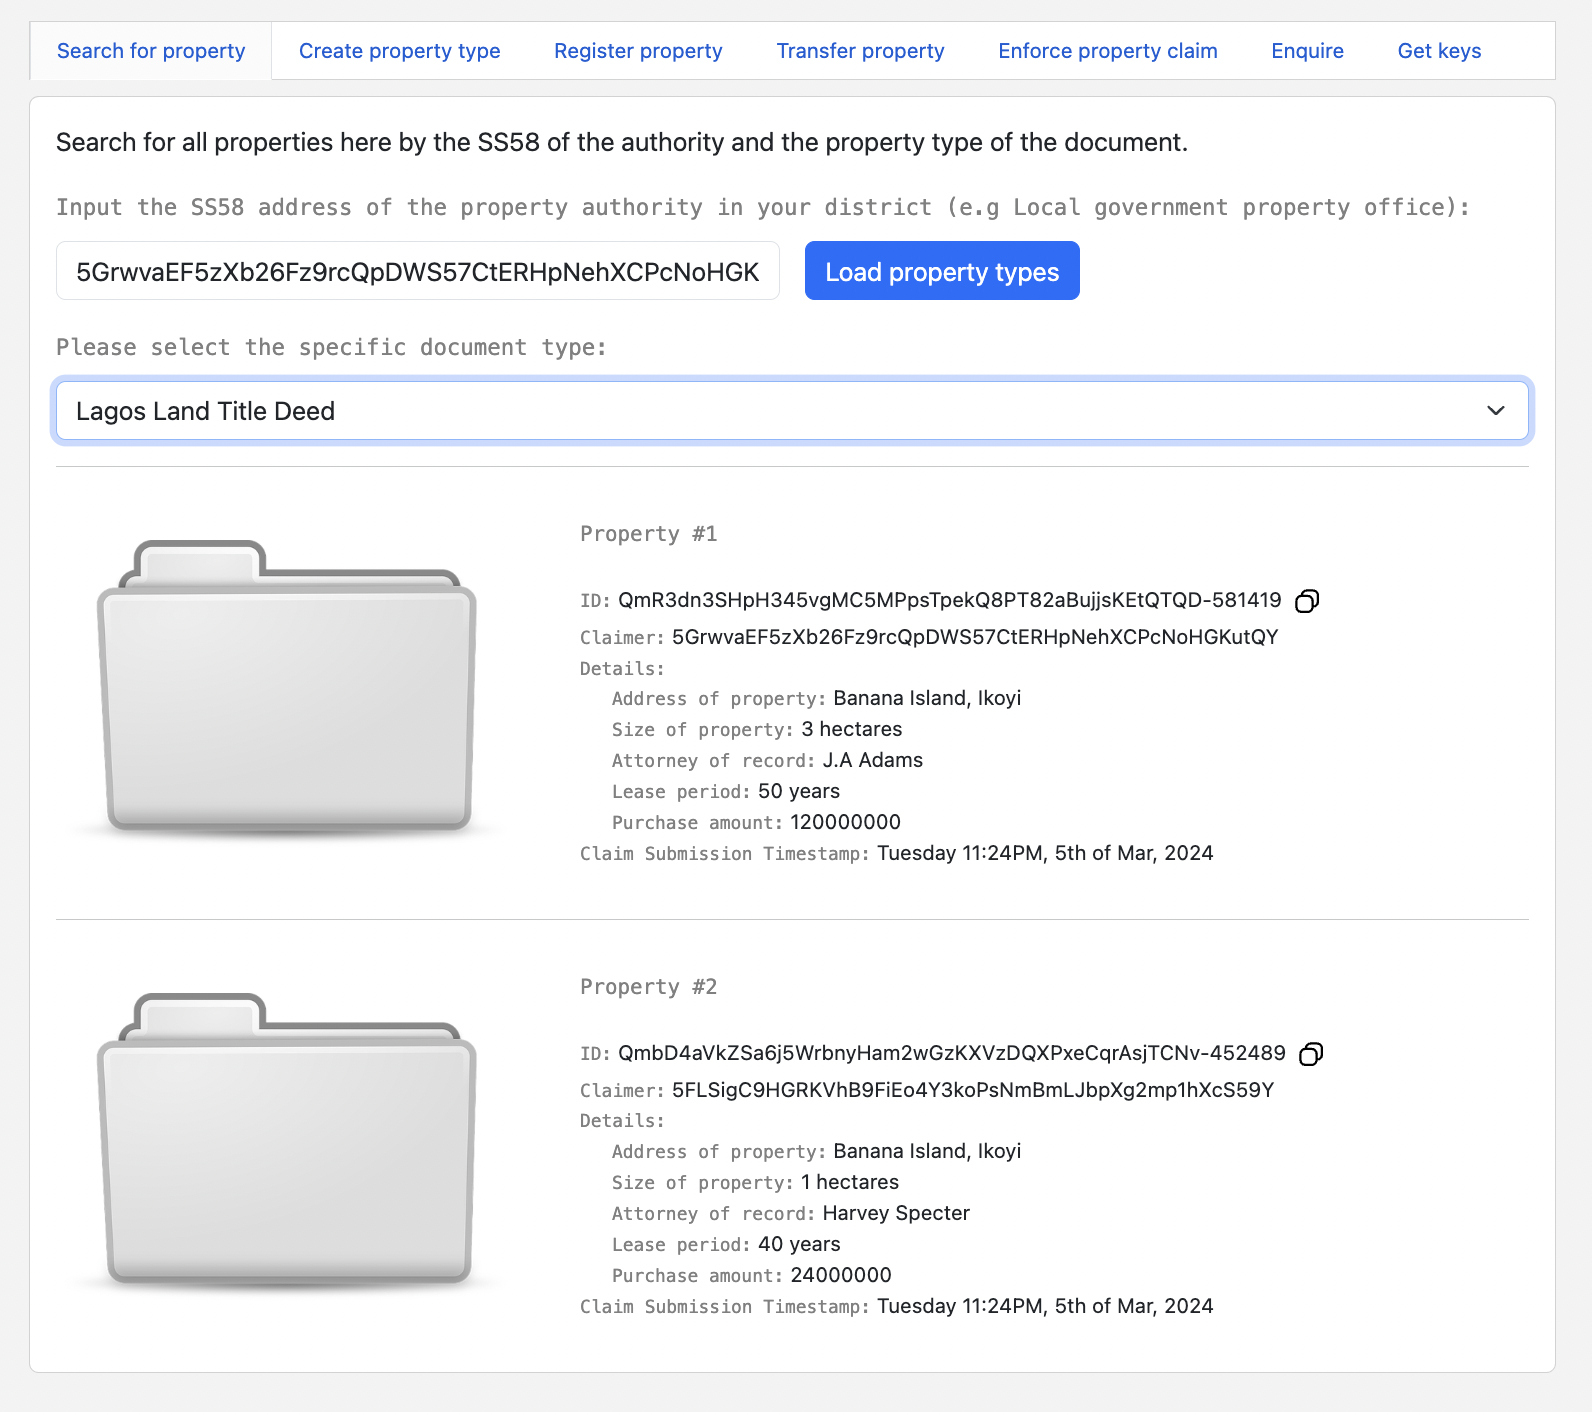 Search for property Create property type Register property Transfer property Enforce property claim Enquire Get keys
Search for all properties here by the SS58 of the authority and the property type of the document.
Input the SS58 address of the property authority in your district (e.g Local government property office):
5GrwvaEF5zXb26Fz9rcQpDWS57CtERHpNehXCPcNoHGK Load property types
Please select the specific document type:
Lagos Land Title Deed
Property #1
ID: QmR3dn3SHpH345vgMC5MPpsTpekQ8PT82aBujjsKEtQTQD-581419
Claimer: 5GrwvaEF5zXb26Fz9rcQpDWS57CtERHpNehXCPcNoHGKutQY
Details:
Address of property: Banana Island, Ikoyi
Size of property: 3 hectares
Attorney of record: J.A Adams
Lease period: 50 years
Purchase amount: 120000000
Claim Submission Timestamp: Tuesday 11:24PM, 5th of Mar, 2024
Property #2
ID: QmbD4aVkZSa6j5WrbnyHam2wGzKXVzDQXPxeCqrAsjTCNv-452489
Claimer: 5FLSigC9HGRKVhB9FiEo4Y3koPsNmBmLJbpXg2mp1hXcS59Y
Details:
Address of property: Banana Island, Ikoyi
Size of property: 1 hectares
Attorney of record: Harvey Specter
Lease period: 40 years
Purchase amount: 24000000
Claim Submission Timestamp: Tuesday 11:24PM, 5th of Mar, 2024